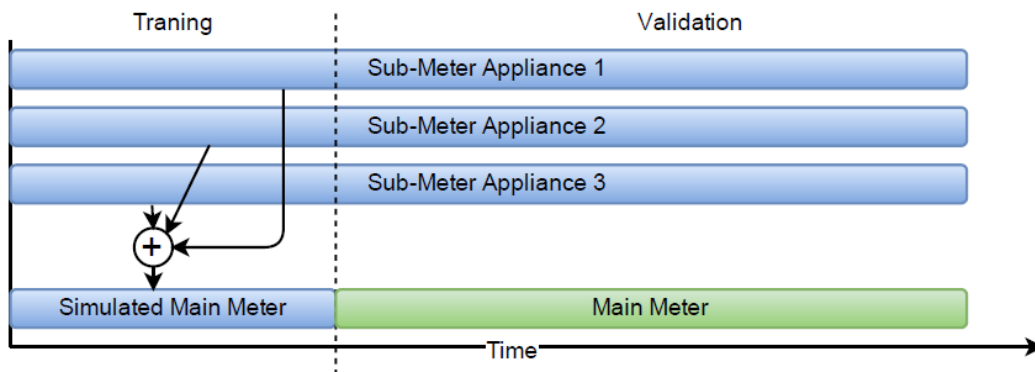 Traning
Validation
Sub-Meter Appliance 1
Sub-Meter Appliance 2
Sub-Meter Appliance 3
+
Simulated Main Meter
Main Meter
Time